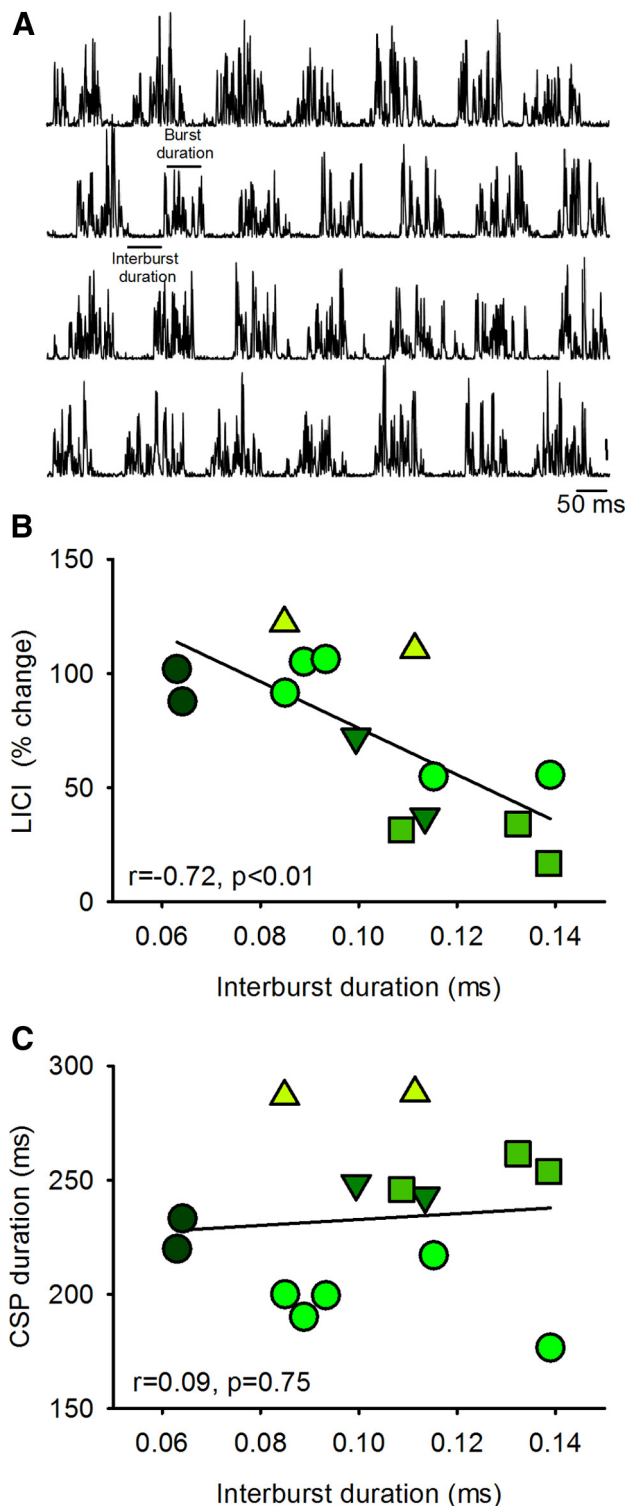 A
Burst
duration
Interburst
duration
50 ms
B
150
100
50
0
LICI (% change)
r=-0.72, p<0.01
0.06 0.08 0.10 0.12 0.14
Interburst duration (ms)
C
300
250
200
150
CSP duration (ms)
r=0.09, p=0.75
0.06 0.08 0.10 0.12 0.14
Interburst duration (ms)